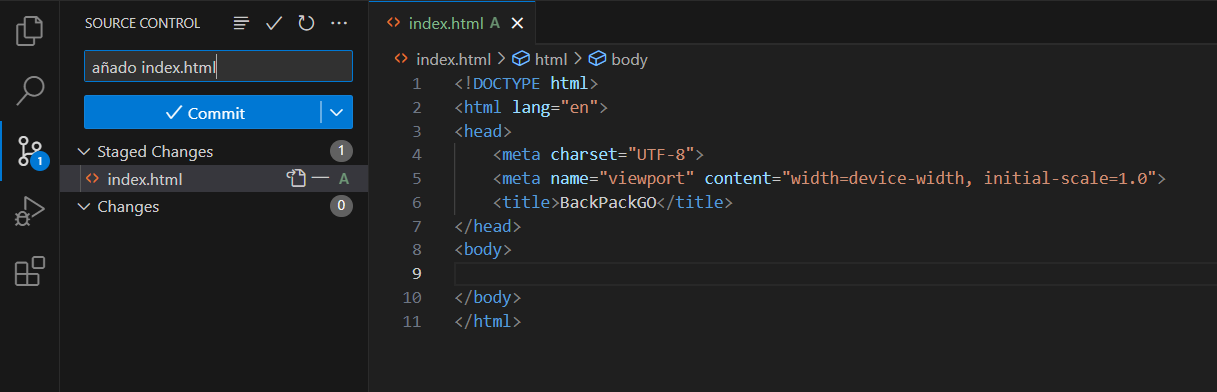 SOURCE CONTROL
añado index.html
Commit
Staged Changes 1
index.html A
Changes 0
1
index.html A
index.html > html > body
1 <!DOCTYPE html>
2 <html lang="en">
3 <head>
4 <meta charset="UTF-8">
5 <meta name="viewport" content="width=device-width, initial-scale=1.0">
6 <title>BackPackGO</title>
7 </head>
8 <body>
9
10 </body>
11 </html>